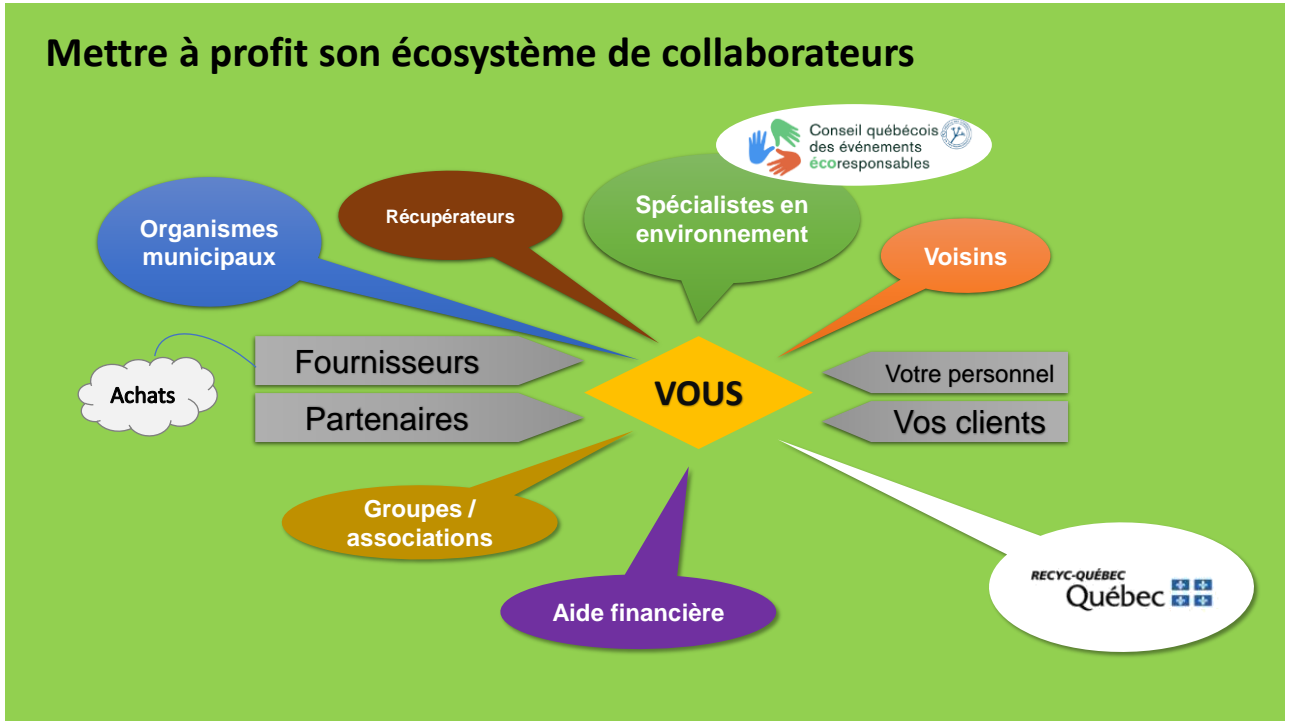 Mettre à profit son écosystème de collaborateurs
Conseil québécois
des événements
écoresponsables
Organismes
municipaux
Récupérateurs
Spécialistes en
environnement
Voisins
Achats
Fournisseurs
Partenaires
VOUS
Votre personnel
Vos clients
Groupes /
associations
Aide financière
RECYC-QUÉBEC
Québec